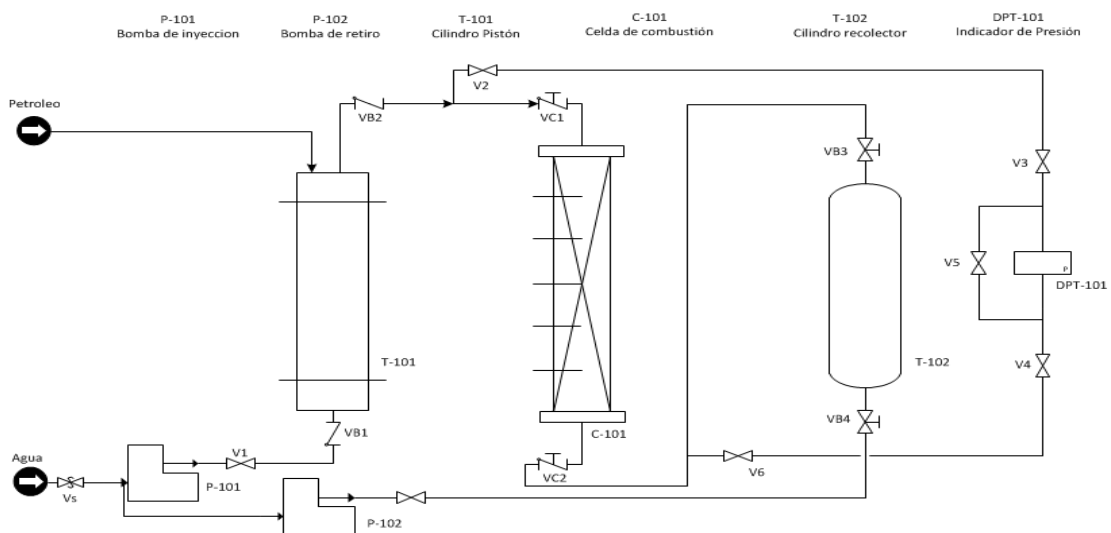 P-101
Bomba de inyeccion
P-102
Bomba de retiro
T-101
Cilindro Pistón
C-101
Celda de combustión
T-102
Cilindro recolector
DPT-101
Indicador de Presión
V2
Petroleo
VB2
VC1
VB3
V3
V5
P
DPT-101
T-101
T-102
V4
VB1
VB4
C-101
Agua
V1
VC2
V6
P-101
Vs
S
P-102